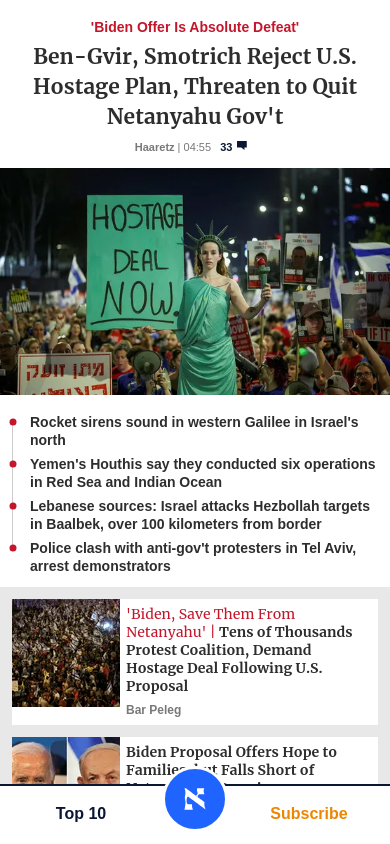 'Biden Offer Is Absolute Defeat'
Ben-Gvir, Smotrich Reject U.S.
Hostage Plan, Threaten to Quit
Netanyahu Gov't
Haaretz | 04:55 33
HOSTAGE
DEAL
NOW.
מתן זועק
Rocket sirens sound in western Galilee in Israel's
north
Yemen's Houthis say they conducted six operations
in Red Sea and Indian Ocean
Lebanese sources: Israel attacks Hezbollah targets
in Baalbek, over 100 kilometers from border
Police clash with anti-gov't protesters in Tel Aviv,
arrest demonstrators
'Biden, Save Them From
Netanyahu' | Tens of Thousands
Protest Coalition, Demand
Hostage Deal Following U.S.
Proposal
Bar Peleg
Biden Proposal Offers Hope to
Families, but Falls Short of
Top 10
Subscribe